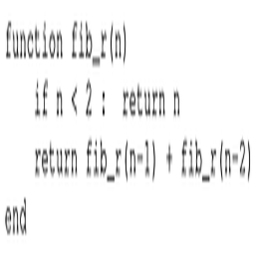 function fib_r(n)
if n < 2 : return n
return fib_r(n-1) + fib_r(n-2)
end